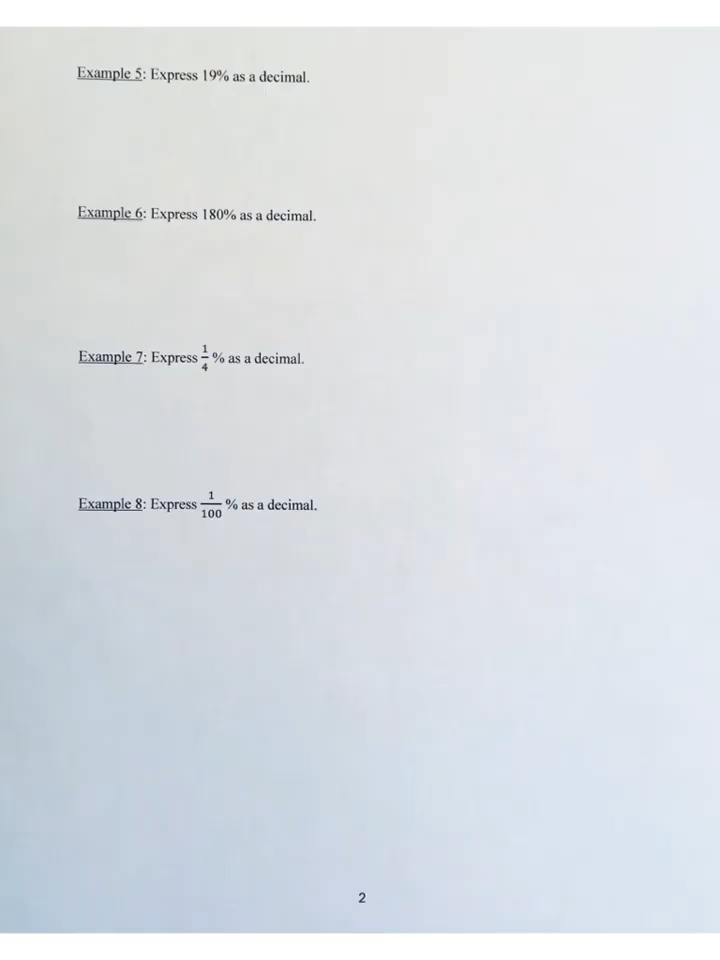 Example 5: Express 19% as a decimal.
Example 6: Express 180% as a decimal.
Example 7: Express 1/4 % as a decimal.
Example 8: Express 1/100 % as a decimal.
2